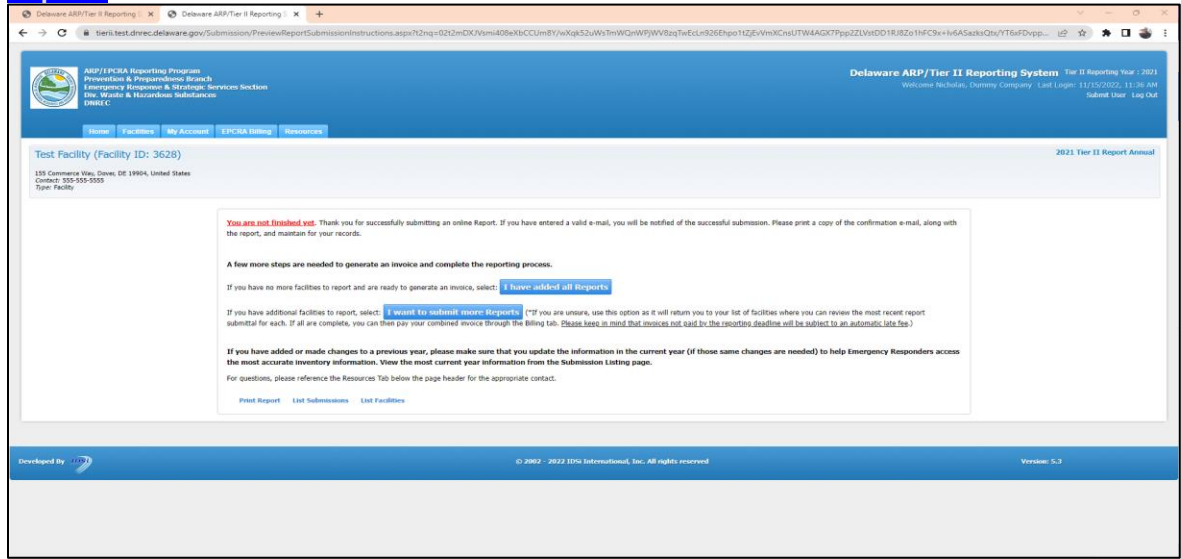 Delaware ARP/Tier II Reporting S
Delaware ARP/Tier II Reporting S
ARP/EPCRA Reporting Program
Prevention & Preparedness Branch
Emergency Response & Strategic Services Section
Div. Waste & Hazardous Substances
DNREC
Delaware ARP/Tier II Reporting System Tier II Reporting Year : 2021
Welcome Nicholas, Dummy Company Last Login: 11/15/2022, 11:36 AM
Submit User Log Out
Home Facilities My Account EPCRA Billing Resources
Test Facility (Facility ID: 3628)
2021 Tier II Report Annual
155 Commerce Way, Dover, DE 19904, United States
Contact: 555-555-5555
Type: Facility
You are not finished yet. Thank you for successfully submitting an online Report. If you have entered a valid e-mail, you will be notified of the successful submission. Please print a copy of the confirmation e-mail, along with
the report, and maintain for your records.
A few more steps are needed to generate an invoice and complete the reporting process.
If you have no more facilities to report and are ready to generate an invoice, select: I have added all Reports
If you have additional facilities to report, select: I want to submit more Reports (*If you are unsure, use this option as it will return you to your list of facilities where you can review the most recent report
submittal for each. If all are complete, you can then pay your combined invoice through the Billing tab. Please keep in mind that invoices not paid by the reporting deadline will be subject to an automatic late fee.)
If you have added or made changes to a previous year, please make sure that you update the information in the current year (if those same changes are needed) to help Emergency Responders access
the most accurate inventory information. View the most current year information from the Submission Listing page.
For questions, please reference the Resources Tab below the page header for the appropriate contact.
Print Report List Submissions List Facilities
Developed By
© 2002 - 2022 IDSi International, Inc. All rights reserved
Version: 5.3